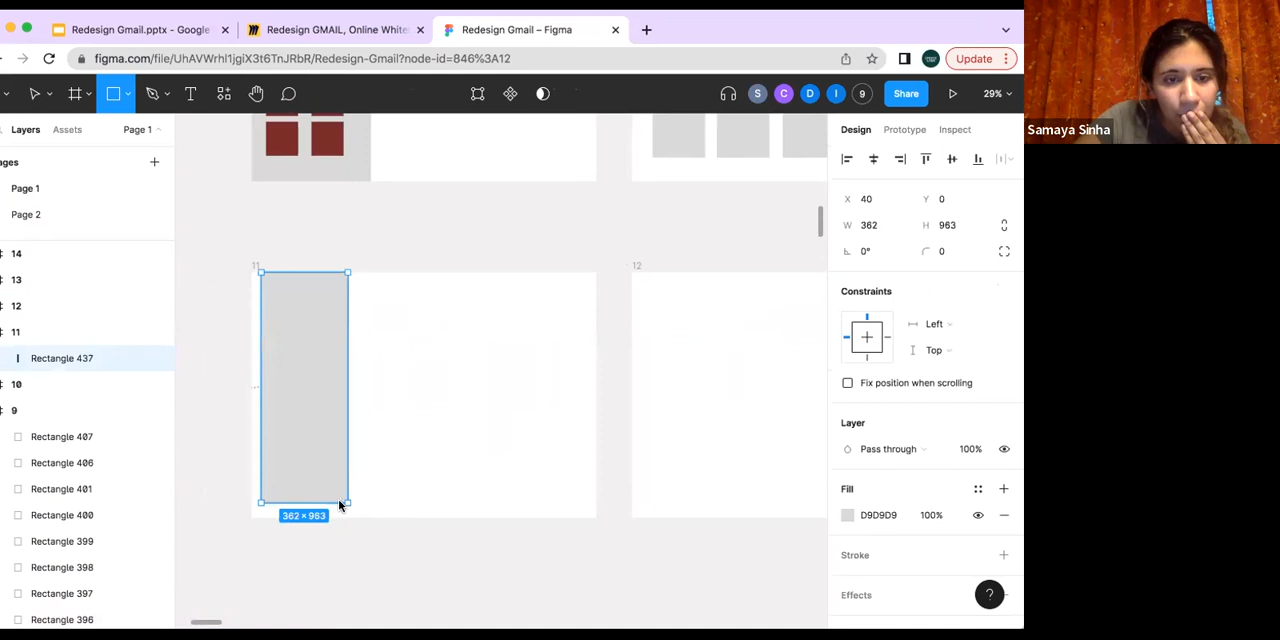 Redesign Gmail.pptx - Google
Redesign GMAIL, Online White
Redesign Gmail – Figma
figma.com/file/UhAVWrhl1jgiX3t6TnJRbR/Redesign-Gmail?node-id=846%3A12
Update
S C D I 9
Share
29%
Layers Assets Page 1
ages
Page 1
Page 2
14
13
12
11
Rectangle 437
10
9
Rectangle 407
Rectangle 406
Rectangle 401
Rectangle 400
Rectangle 399
Rectangle 398
Rectangle 397
Rectangle 396
11
12
362 × 963
Design Prototype Inspect
X 40 Y 0
W 362 H 963
0° 0
Constraints
Left
Top
Fix position when scrolling
Layer
Pass through 100%
Fill
D9D9D9 100%
Stroke
Effects
?
Samaya Sinha